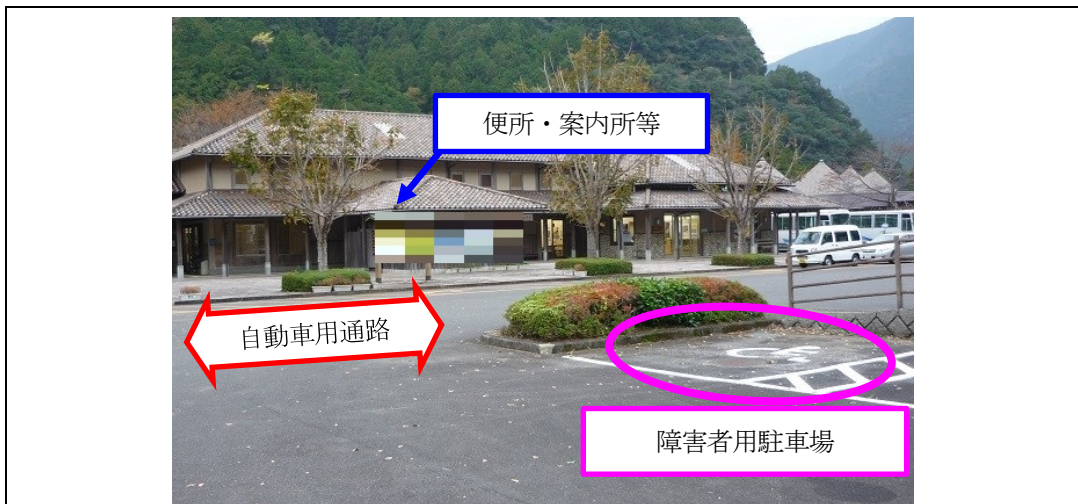 便所・案内所等
自動車用通路
障害者用駐車場